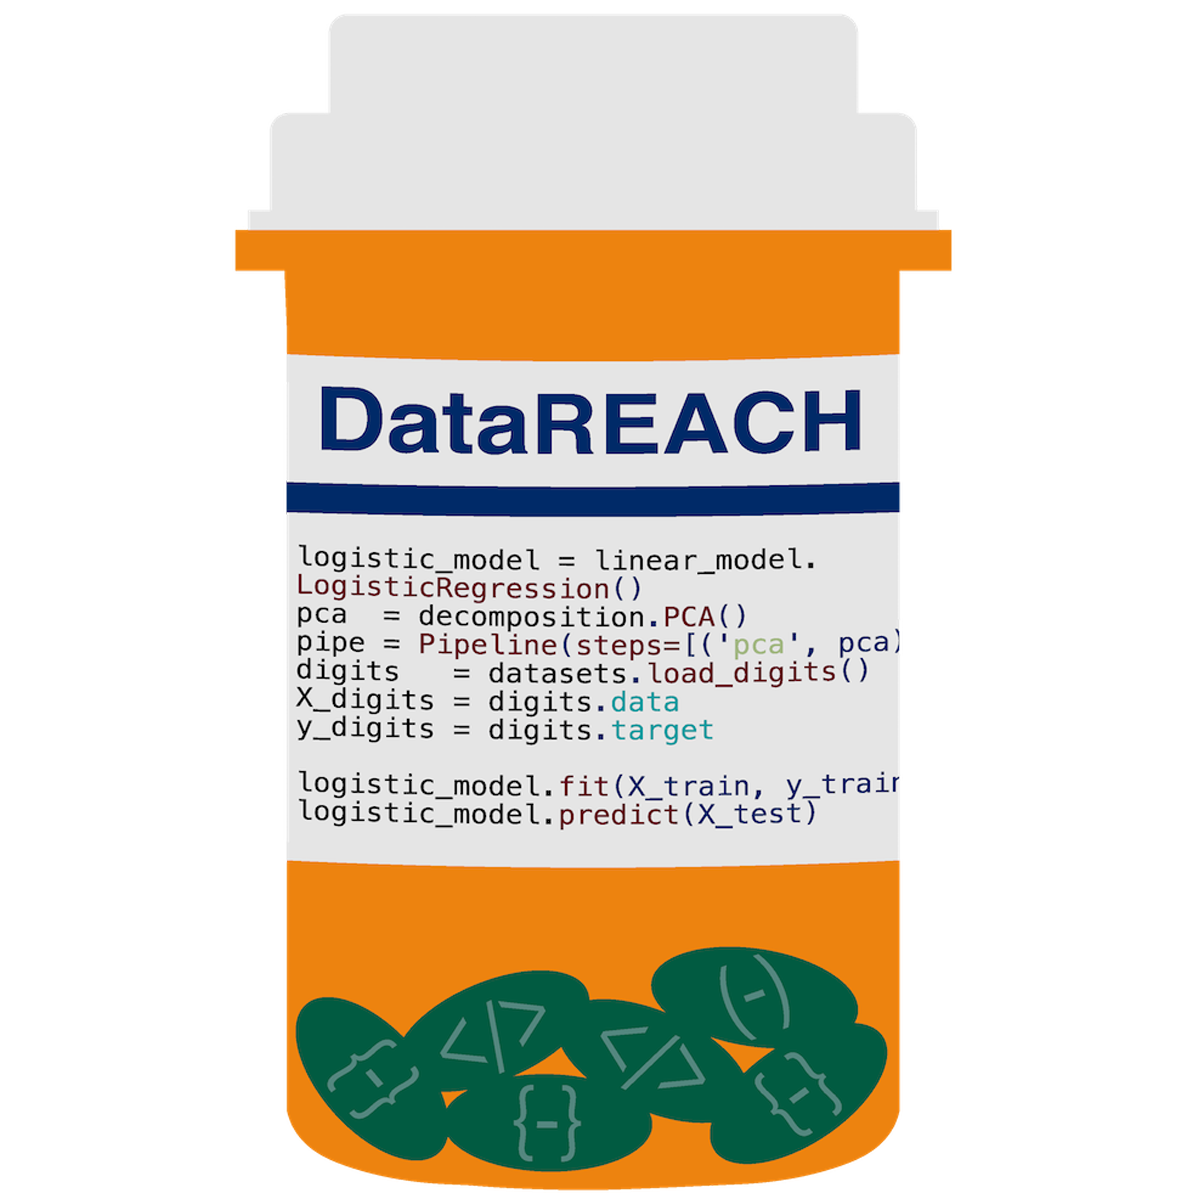 DataREACH
logistic_model = linear_model.
LogisticRegression()
pca  = decomposition.PCA()
pipe = Pipeline(steps=[('pca', pca)
digits   = datasets.load_digits()
X_digits = digits.data
y_digits = digits.target
logistic_model.fit(X_train, y_train
logistic_model.predict(X_test)
{-}
</>
{-}
</>
(-)
{-}